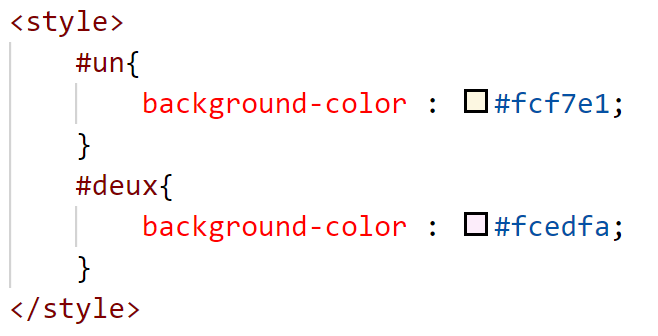 <style>
#un{
background-color : #fcf7e1;
}
#deux{
background-color : #fcedfa;
}
</style>